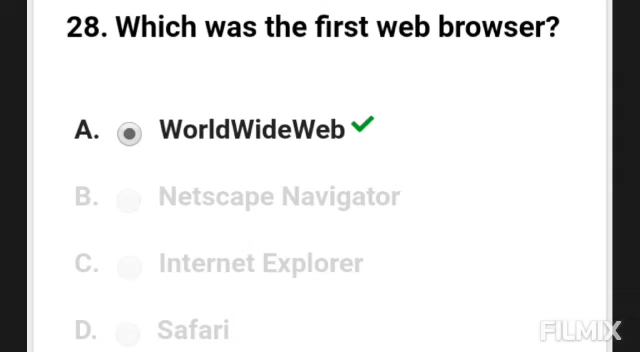 28. Which was the first web browser?
A. WorldWideWeb
B. Netscape Navigator
C. Internet Explorer
D. Safari
FILMIX